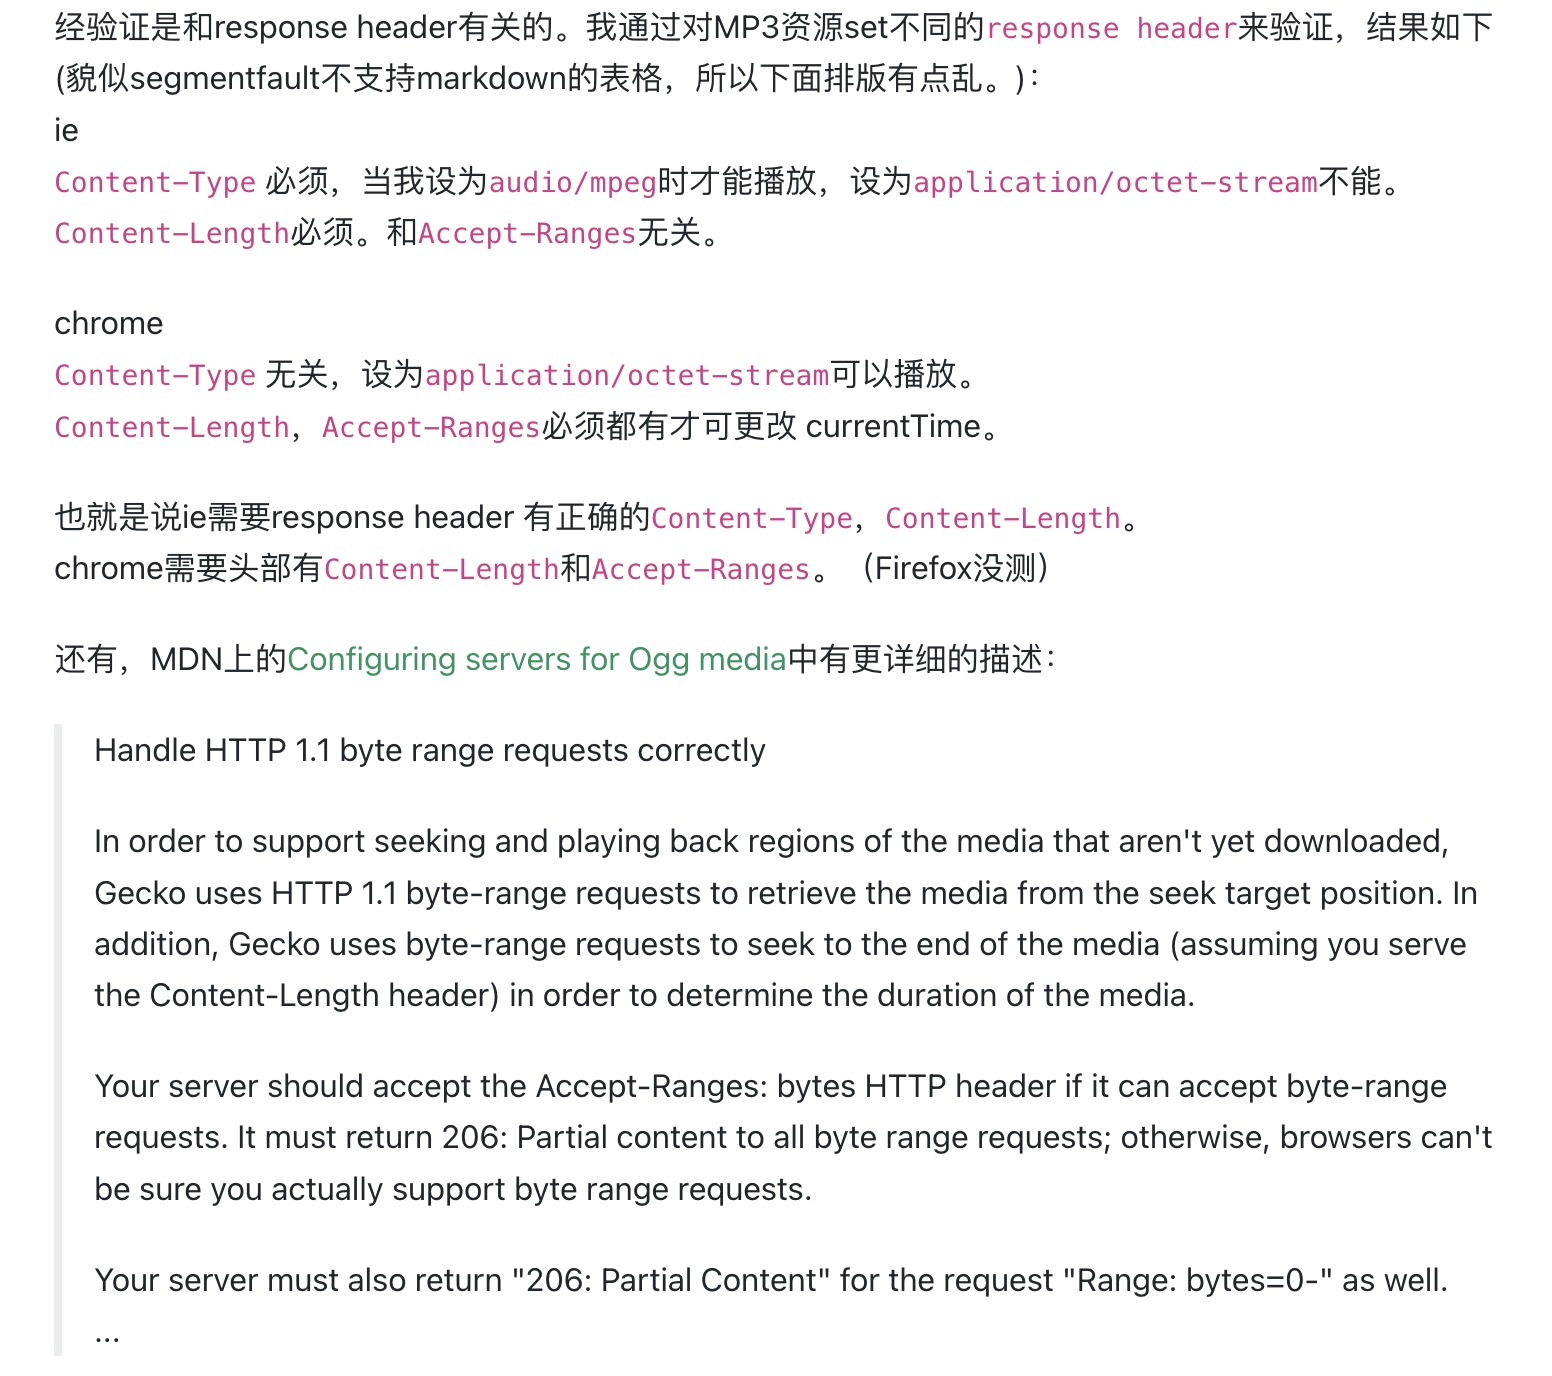 经验证是和response header有关的。我通过对MP3资源set不同的response header来验证，结果如下
(貌似segmentfault不支持markdown的表格，所以下面排版有点乱。)：
ie
Content-Type 必须，当我设为audio/mpeg时才能播放，设为application/octet-stream不能。
Content-Length必须。和Accept-Ranges无关。
chrome
Content-Type 无关，设为application/octet-stream可以播放。
Content-Length，Accept-Ranges必须都有才可更改 currentTime。
也就是说ie需要response header 有正确的Content-Type，Content-Length。
chrome需要头部有Content-Length和Accept-Ranges。（Firefox没测）
还有，MDN上的Configuring servers for Ogg media中有更详细的描述：
Handle HTTP 1.1 byte range requests correctly
In order to support seeking and playing back regions of the media that aren't yet downloaded,
Gecko uses HTTP 1.1 byte-range requests to retrieve the media from the seek target position. In
addition, Gecko uses byte-range requests to seek to the end of the media (assuming you serve
the Content-Length header) in order to determine the duration of the media.
Your server should accept the Accept-Ranges: bytes HTTP header if it can accept byte-range
requests. It must return 206: Partial content to all byte range requests; otherwise, browsers can't
be sure you actually support byte range requests.
Your server must also return "206: Partial Content" for the request "Range: bytes=0-" as well.
...